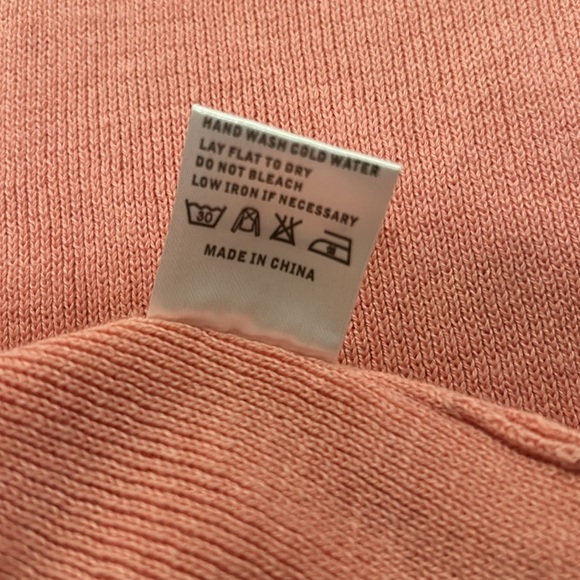 HAND WASH COLD WATER
LAY FLAT TO DRY
DO NOT BLEACH
LOW IRON IF NECESSARY
30
MADE IN CHINA